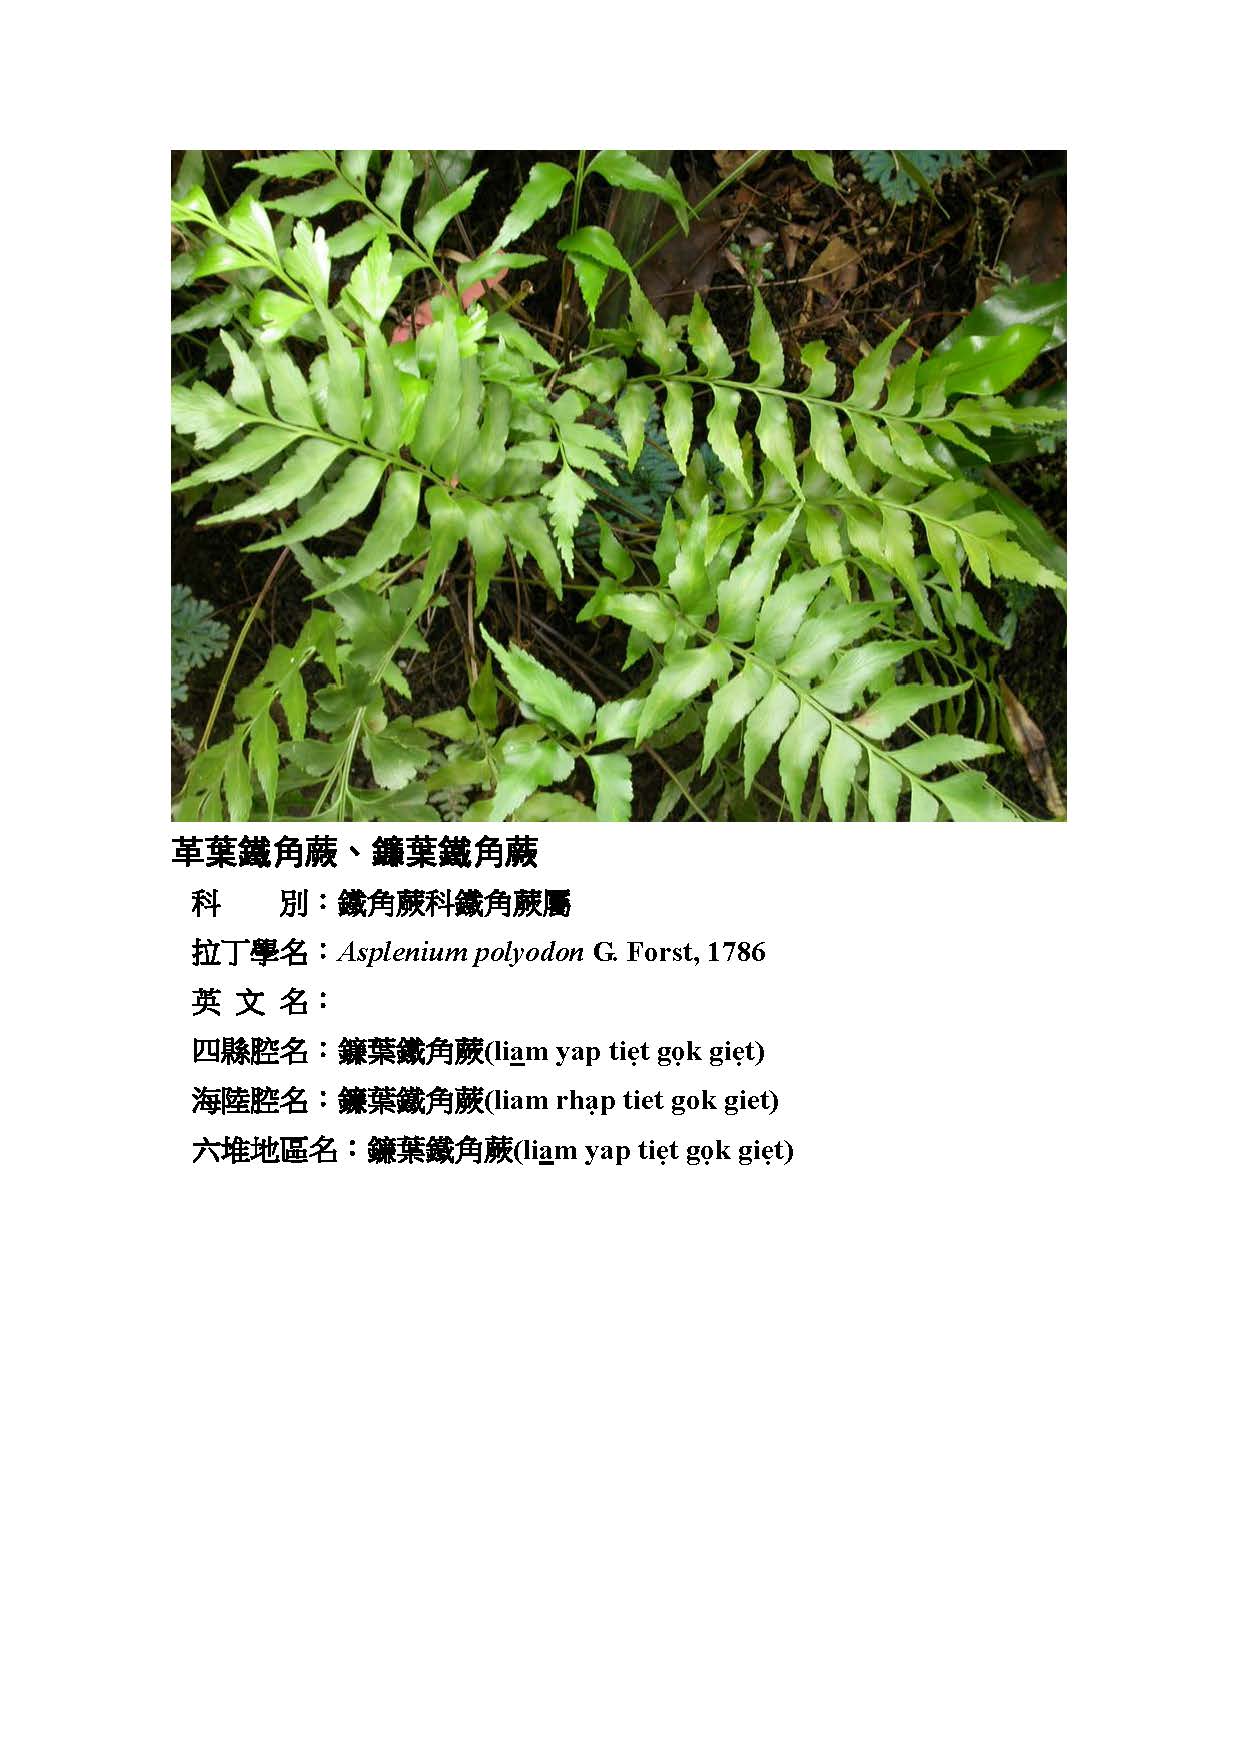 革葉鐵角蕨、鐮葉鐵角蕨
科　　別：鐵角蕨科鐵角蕨屬
拉丁學名：Asplenium polyodon G. Forst, 1786
英 文 名：
四縣腔名：鐮葉鐵角蕨(lia̲m yap tiẹt gọk giẹt)
海陸腔名：鐮葉鐵角蕨(liam rhạp tiet gok giet)
六堆地區名：鐮葉鐵角蕨(lia̲m yap tiẹt gọk giẹt)